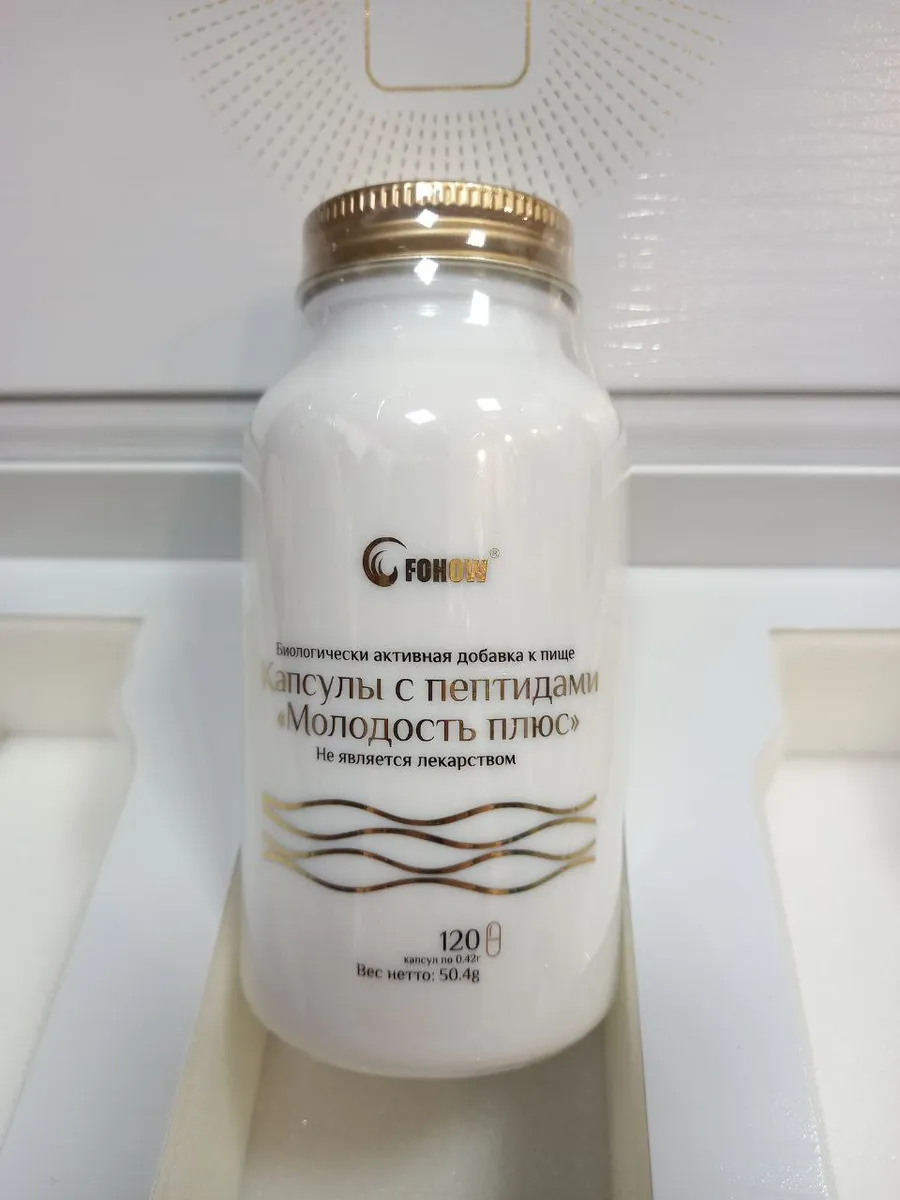 FOHOW®
Биологически активная добавка к пище
Капсулы с пептидами
«Молодость плюс»
Не является лекарством
120
капсул по 0.42г
Вес нетто: 50.4g